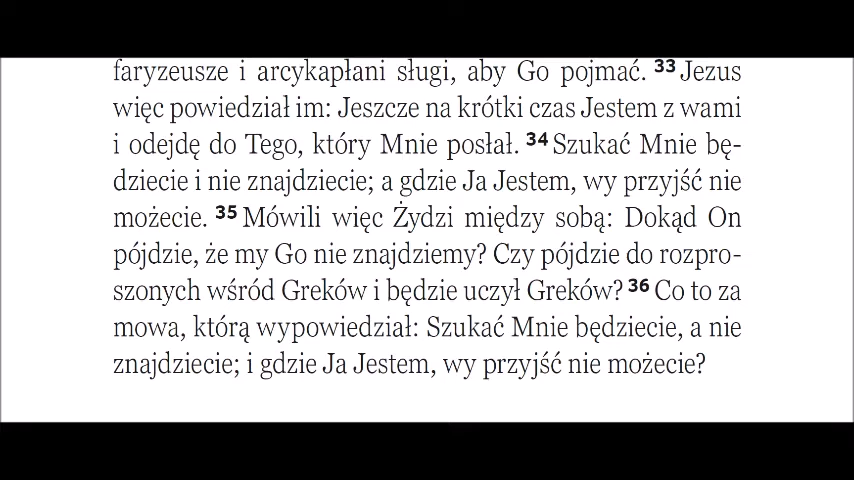 faryzeusze i arcykapłani sługi, aby Go pojmać. 33 Jezus
więc powiedział im: Jeszcze na krótki czas Jestem z wami
i odejdę do Tego, który Mnie posłał. 34 Szukać Mnie bę-
dziecie i nie znajdziecie; a gdzie Ja Jestem, wy przyjść nie
możecie. 35 Mówili więc Żydzi między sobą: Dokąd On
pójdzie, że my Go nie znajdziemy? Czy pójdzie do rozpro-
szonych wśród Greków i będzie uczył Greków? 36 Co to za
mowa, którą wypowiedział: Szukać Mnie będziecie, a nie
znajdziecie; i gdzie Ja Jestem, wy przyjść nie możecie?